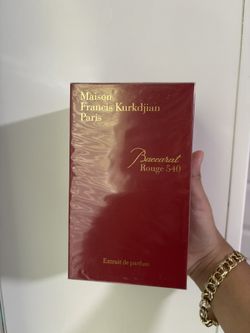 Maison
Francis Kurkdjian
Paris
Baccarat
Rouge 540
Extrait de parfum